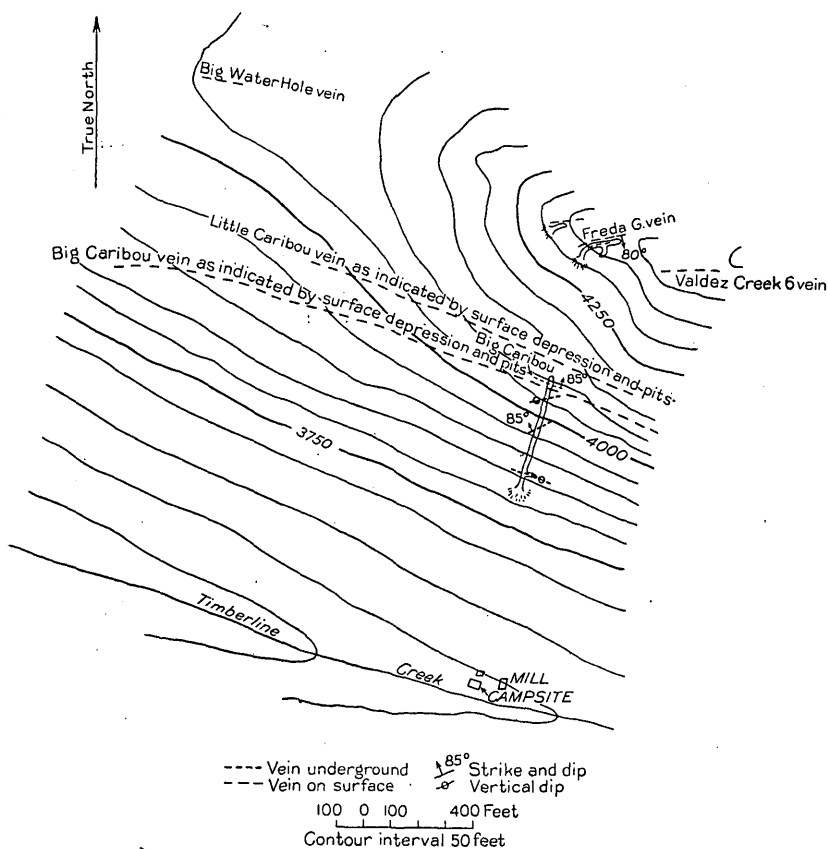 True North
Big Water Hole vein
Freda G. vein
80°
Valdez Creek 6 vein
Little Caribou vein as indicated by surface depression and pits
Big Caribou vein as indicated by surface depression and pits
4250
Big Caribou
85°
85°
4000
3750
Timberline
Creek
MILL
CAMPSITE
Vein underground
85° Strike and dip
Vein on surface
Vertical dip
100 0 100 400 Feet
Contour interval 50 feet